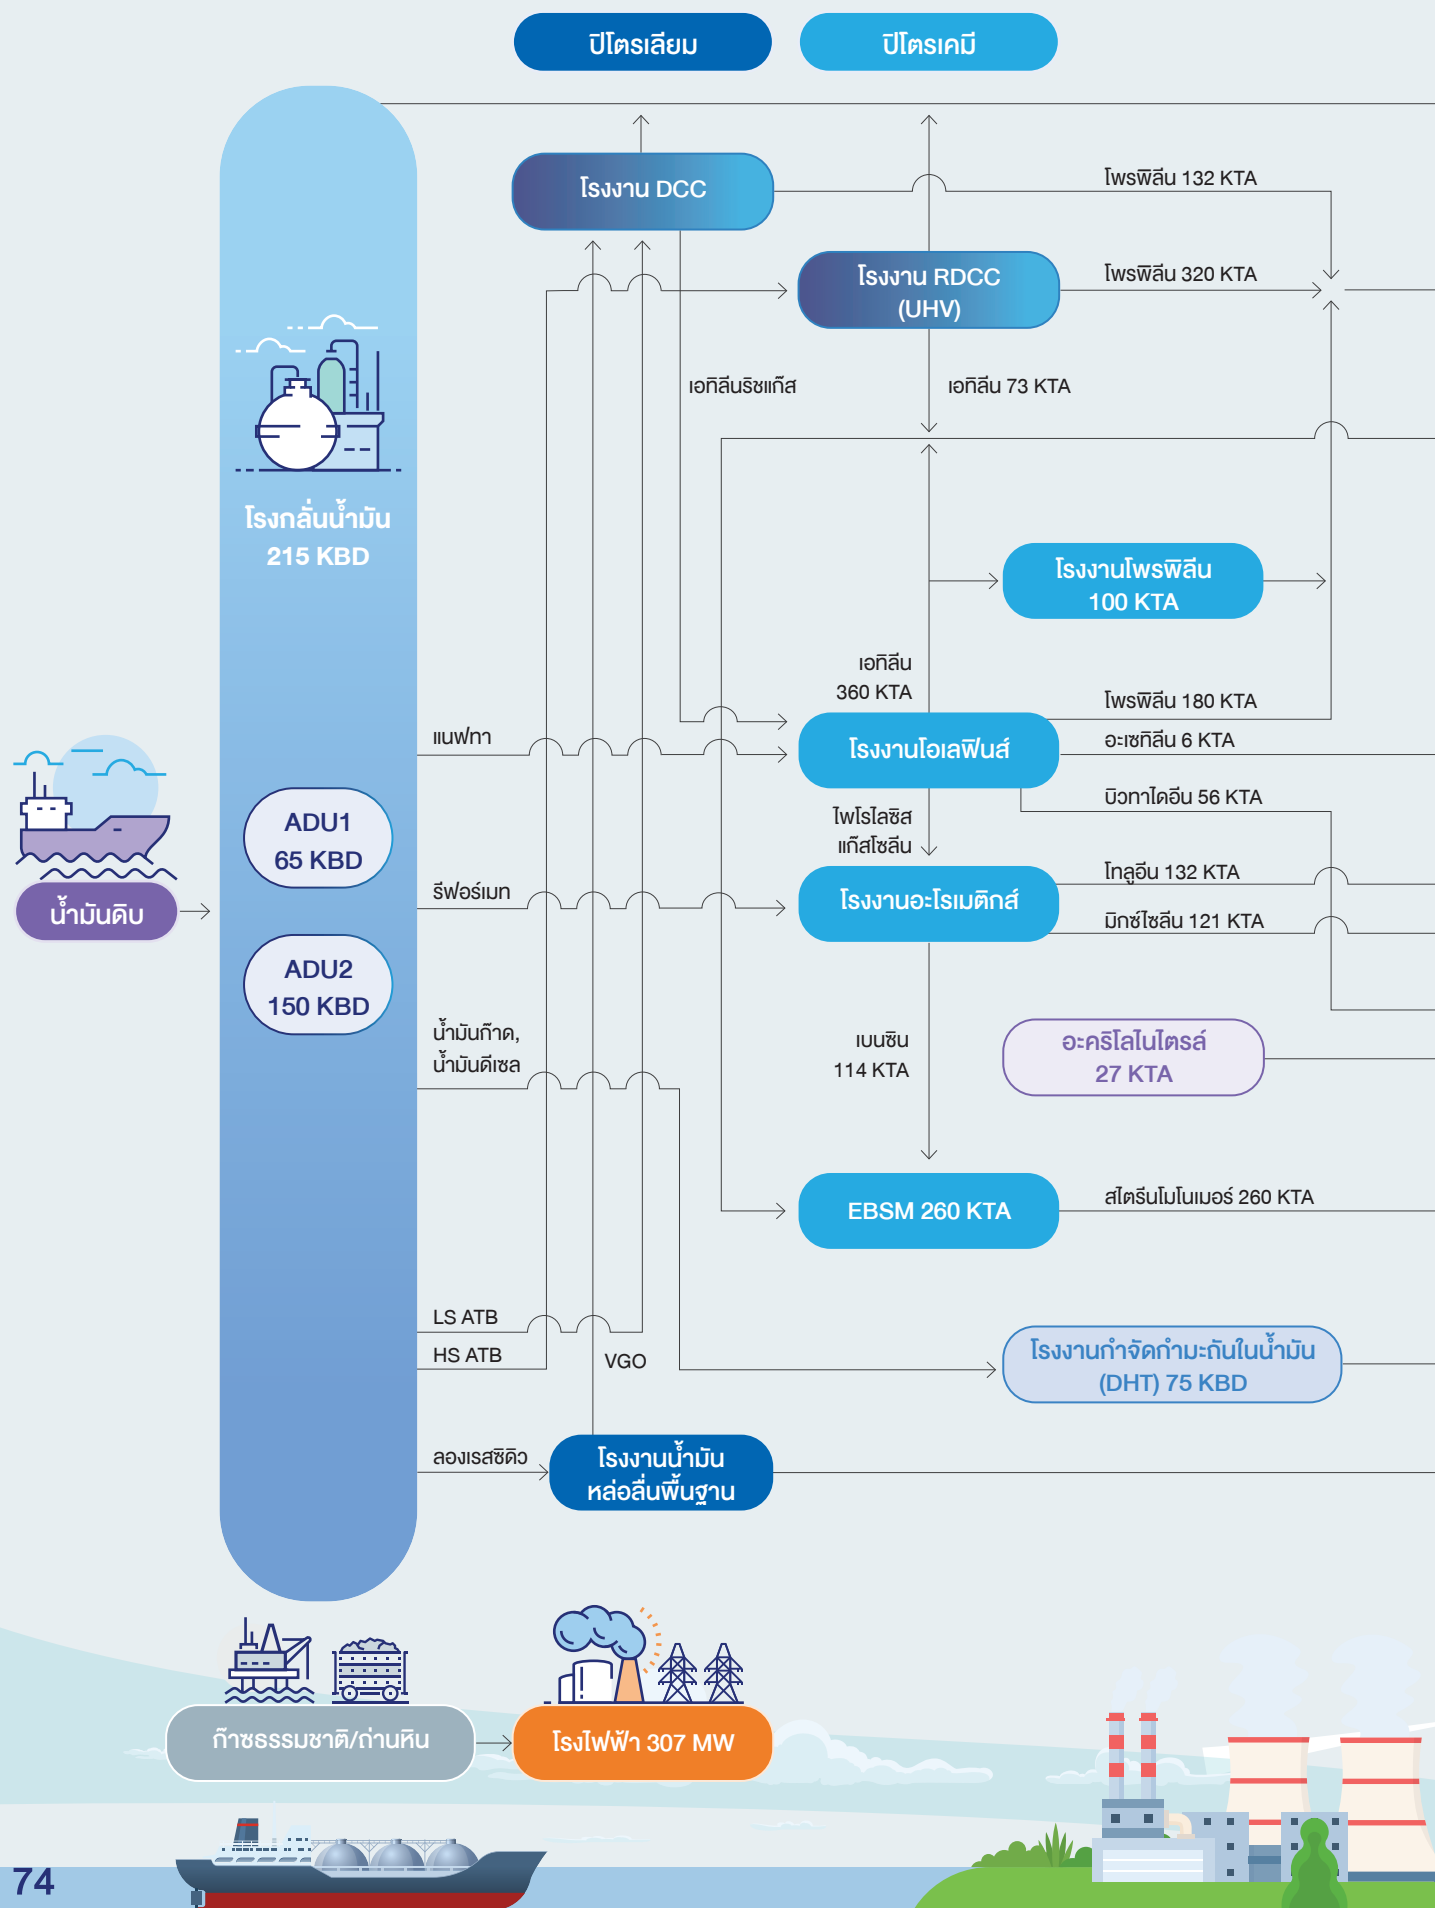 ปิโตรเลียม
ปิโตรเคมี
โรงงาน DCC
โพรพิลีน 132 KTA
โรงงาน RDCC
(UHV)
โพรพิลีน 320 KTA
เอทิลีนริชแก๊ส
เอทิลีน 73 KTA
โรงกลั่นน้ำมัน
215 KBD
โรงงานโพรพิลีน
100 KTA
เอทิลีน
360 KTA
โพรพิลีน 180 KTA
แนฟทา
โรงงานโอเลฟินส์
อะเซทิลีน 6 KTA
บิวทาไดอีน 56 KTA
ไพโรไลซิส
แก๊สโซลีน
ADU1
65 KBD
โทลูอีน 132 KTA
รีฟอร์เมท
โรงงานอะโรเมติกส์
มิกซ์ไซลีน 121 KTA
น้ำมันดิบ
ADU2
150 KBD
น้ำมันก๊าด,
น้ำมันดีเซล
เบนซิน
114 KTA
อะคริโลไนไตรล์
27 KTA
EBSM 260 KTA
สไตรีนโมโนเมอร์ 260 KTA
LS ATB
HS ATB
VGO
โรงงานกำจัดกำมะถันในน้ำมัน
(DHT) 75 KBD
ลองเรสซิดิว
โรงงานน้ำมัน
หล่อลื่นพื้นฐาน
ก๊าซธรรมชาติ/ถ่านหิน
โรงไฟฟ้า 307 MW
74